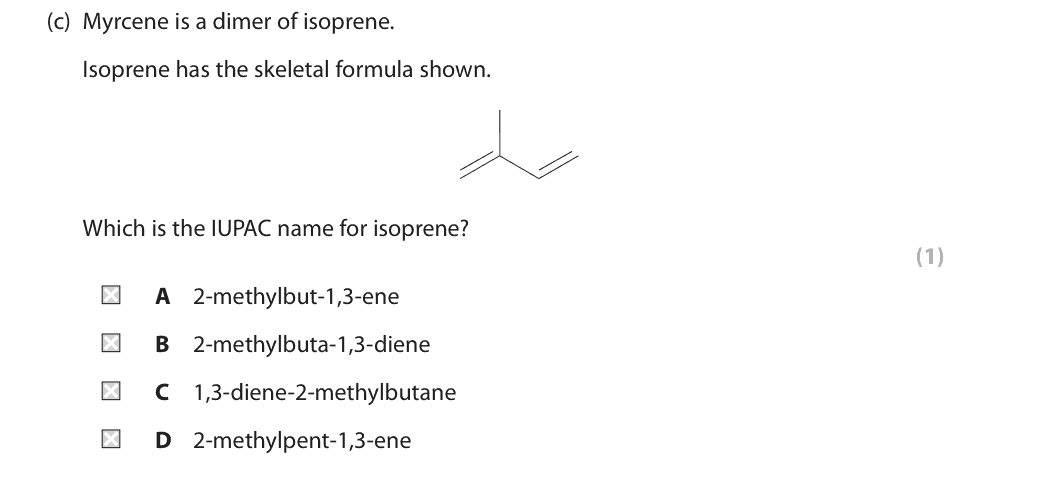 (c) Myrcene is a dimer of isoprene.
Isoprene has the skeletal formula shown.
Which is the IUPAC name for isoprene?
(1)
A 2-methylbut-1,3-ene
B 2-methylbuta-1,3-diene
C 1,3-diene-2-methylbutane
D 2-methylpent-1,3-ene